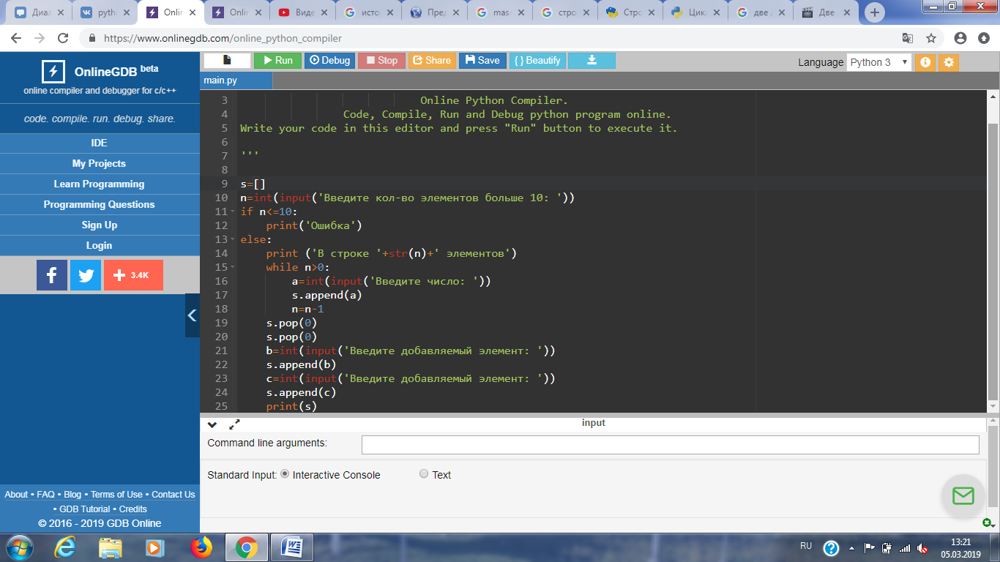 Диал
pyth
Onlin
Onlin
Виде
исто
Пред
mas
стро
Стро
Цик
две
Две
https://www.onlinegdb.com/online_python_compiler
OnlineGDB beta
online compiler and debugger for c/c++
code. compile. run. debug. share.
IDE
My Projects
Learn Programming
Programming Questions
Sign Up
Login
3.4K
About • FAQ • Blog • Terms of Use • Contact Us
• GDB Tutorial • Credits
© 2016 - 2019 GDB Online
Run Debug Stop Share Save { } Beautify
Language Python 3
main.py
3 Online Python Compiler.
4 Code, Compile, Run and Debug python program online.
5 Write your code in this editor and press "Run" button to execute it.
6
7 '''
8
9 s=[]
10 n=int(input('Введите кол-во элементов больше 10: '))
11 if n<=10:
12     print('Ошибка')
13 else:
14     print ('В строке '+str(n)+' элементов')
15     while n>0:
16         a=int(input('Введите число: '))
17         s.append(a)
18         n=n-1
19     s.pop(0)
20     s.pop(0)
21     b=int(input('Введите добавляемый элемент: '))
22     s.append(b)
23     c=int(input('Введите добавляемый элемент: '))
24     s.append(c)
25     print(s)
input
Command line arguments:
Standard Input: Interactive Console Text
RU
13:21
05.03.2019